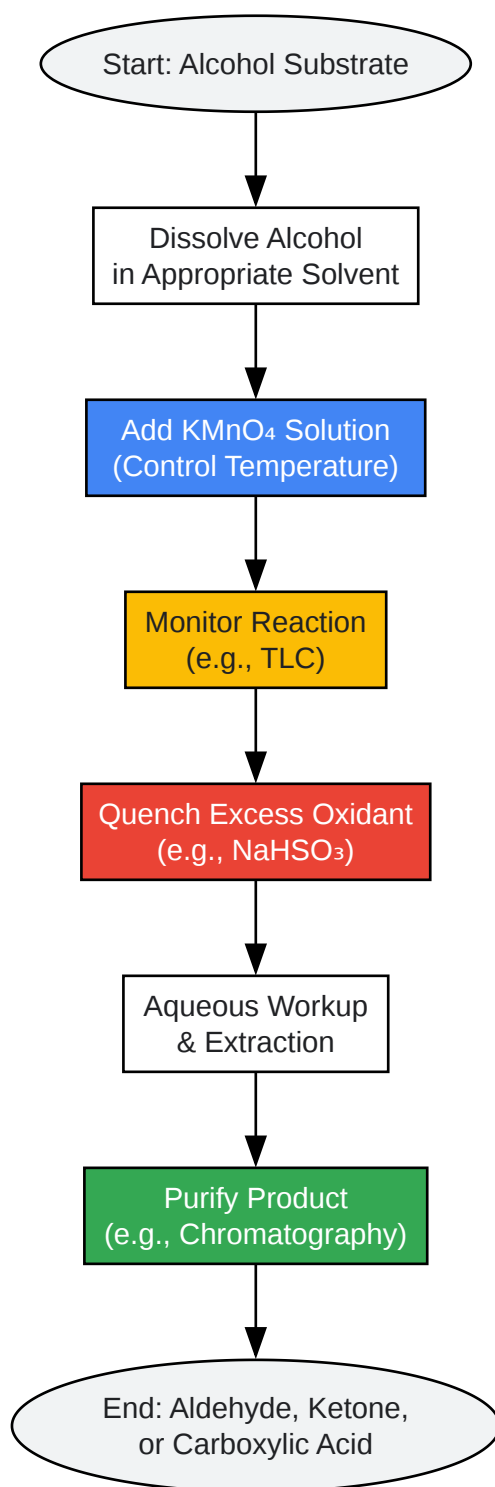 Start: Alcohol Substrate
Dissolve Alcohol
in Appropriate Solvent
Add KMnO₄ Solution
(Control Temperature)
Monitor Reaction
(e.g., TLC)
Quench Excess Oxidant
(e.g., NaHSO₃)
Aqueous Workup
& Extraction
Purify Product
(e.g., Chromatography)
End: Aldehyde, Ketone,
or Carboxylic Acid